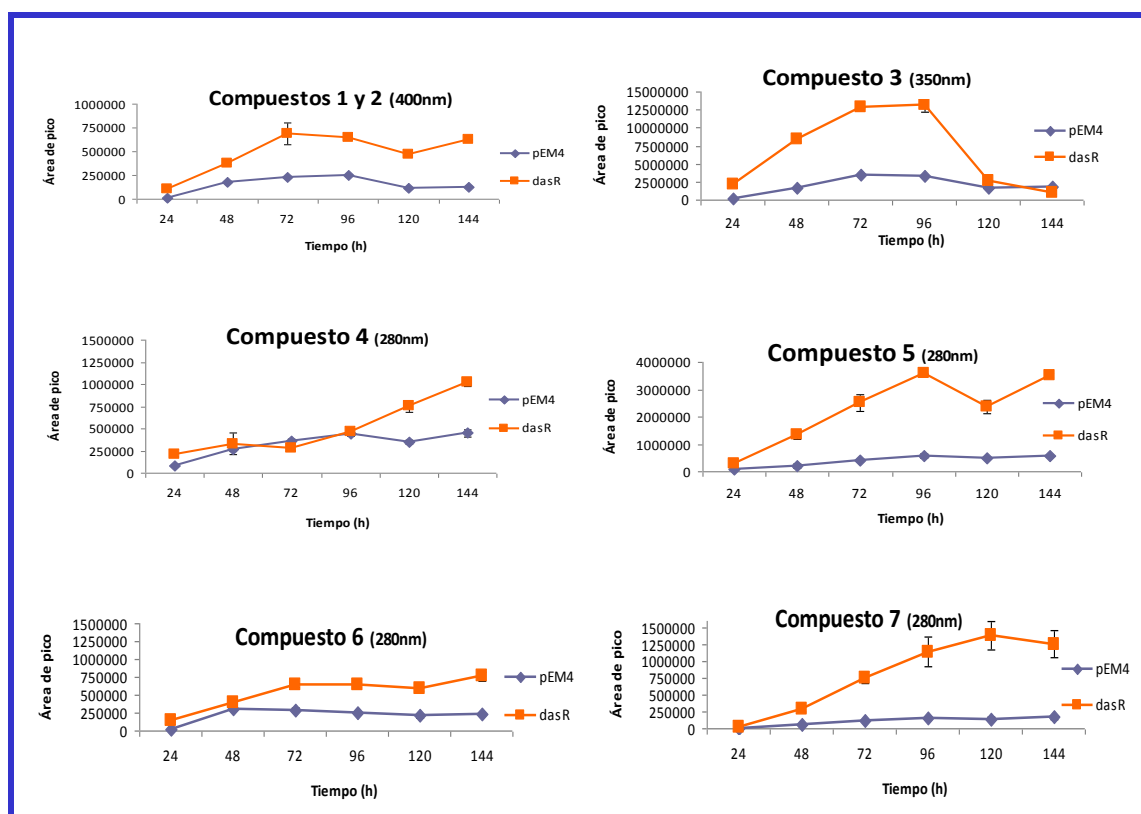 Compuestos 1 y 2 (400nm)
Área de pico
1000000
750000
500000
250000
0
24 48 72 96 120 144
Tiempo (h)
pEM4
dasR
Compuesto 3 (350nm)
Área de pico
15000000
12500000
10000000
7500000
5000000
2500000
0
24 48 72 96 120 144
Tiempo (h)
pEM4
dasR
Compuesto 4 (280nm)
Área de pico
1500000
1250000
1000000
750000
500000
250000
0
24 48 72 96 120 144
Tiempo (h)
pEM4
dasR
Compuesto 5 (280nm)
Área de pico
4000000
3000000
2000000
1000000
0
24 48 72 96 120 144
Tiempo (h)
pEM4
dasR
Compuesto 6 (280nm)
Área de pico
1500000
1250000
1000000
750000
500000
250000
0
24 48 72 96 120 144
Tiempo (h)
pEM4
dasR
Compuesto 7 (280nm)
Área de pico
1500000
1250000
1000000
750000
500000
250000
0
24 48 72 96 120 144
Tiempo (h)
pEM4
dasR